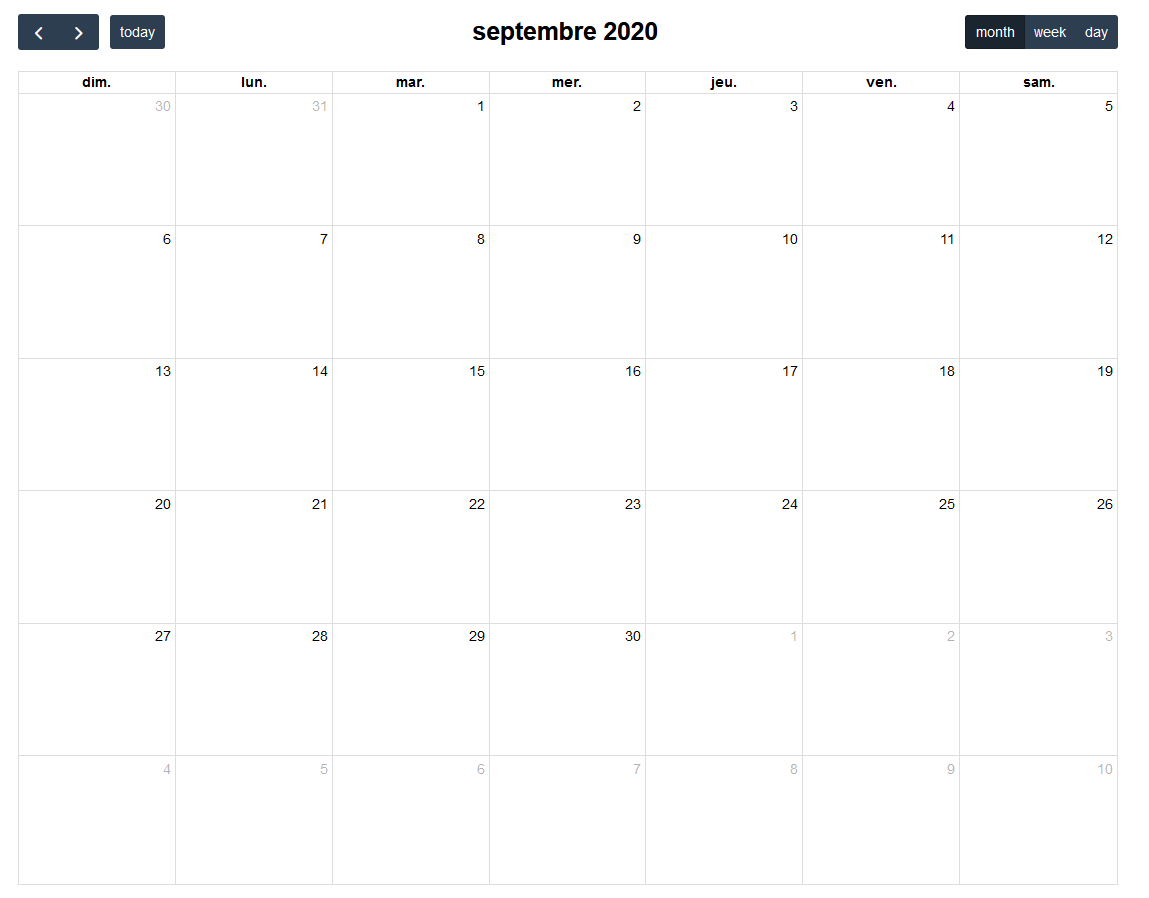 today septembre 2020 month week day
dim. lun. mar. mer. jeu. ven. sam.
30 31 1 2 3 4 5
6 7 8 9 10 11 12
13 14 15 16 17 18 19
20 21 22 23 24 25 26
27 28 29 30 1 2 3
4 5 6 7 8 9 10